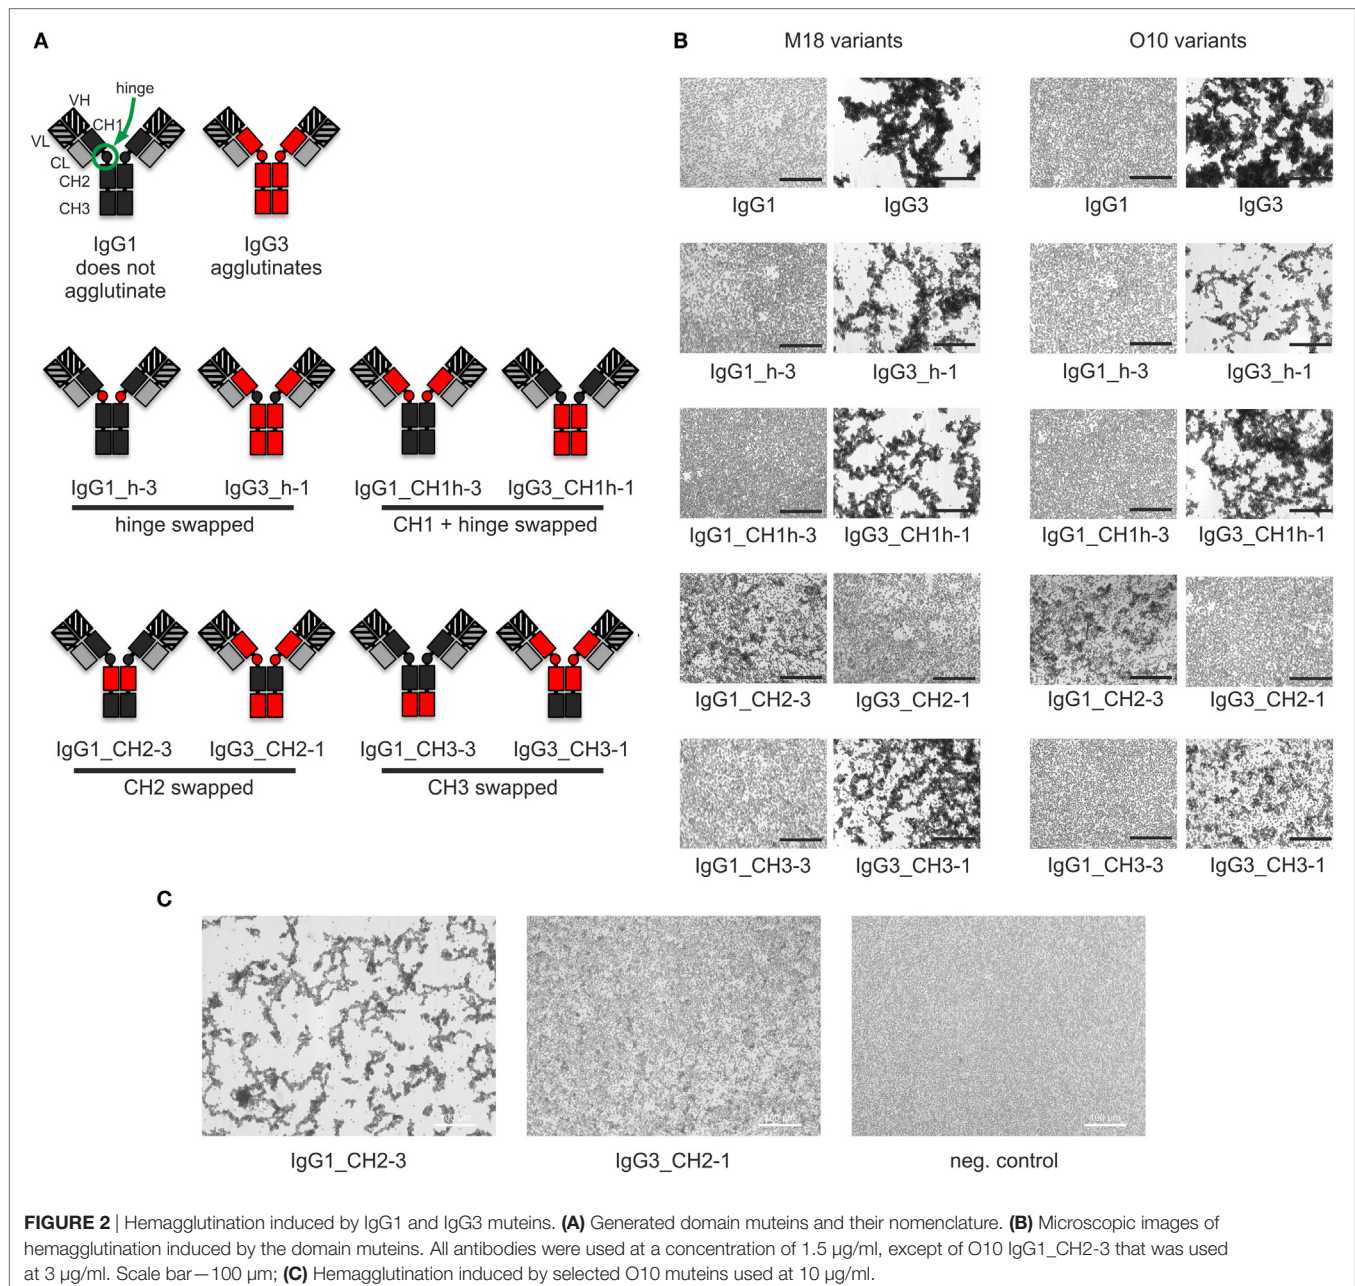 A
hinge
VH
CH1
VL
CL
CH2
CH3
IgG1
does not
agglutinate
IgG3
agglutinates
IgG1_h-3
IgG3_h-1
IgG1_CH1h-3
IgG3_CH1h-1
hinge swapped
CH1 + hinge swapped
IgG1_CH2-3
IgG3_CH2-1
IgG1_CH3-3
IgG3_CH3-1
CH2 swapped
CH3 swapped
B
M18 variants
O10 variants
IgG1
IgG3
IgG1
IgG3
IgG1_h-3
IgG3_h-1
IgG1_h-3
IgG3_h-1
IgG1_CH1h-3
IgG3_CH1h-1
IgG1_CH1h-3
IgG3_CH1h-1
IgG1_CH2-3
IgG3_CH2-1
IgG1_CH2-3
IgG3_CH2-1
IgG1_CH3-3
IgG3_CH3-1
IgG1_CH3-3
IgG3_CH3-1
C
100 µm
IgG1_CH2-3
IgG3_CH2-1
neg. control
FIGURE 2 | Hemagglutination induced by IgG1 and IgG3 muteins. (A) Generated domain muteins and their nomenclature. (B) Microscopic images of
hemagglutination induced by the domain muteins. All antibodies were used at a concentration of 1.5 µg/ml, except of O10 IgG1_CH2-3 that was used
at 3 µg/ml. Scale bar—100 µm; (C) Hemagglutination induced by selected O10 muteins used at 10 µg/ml.